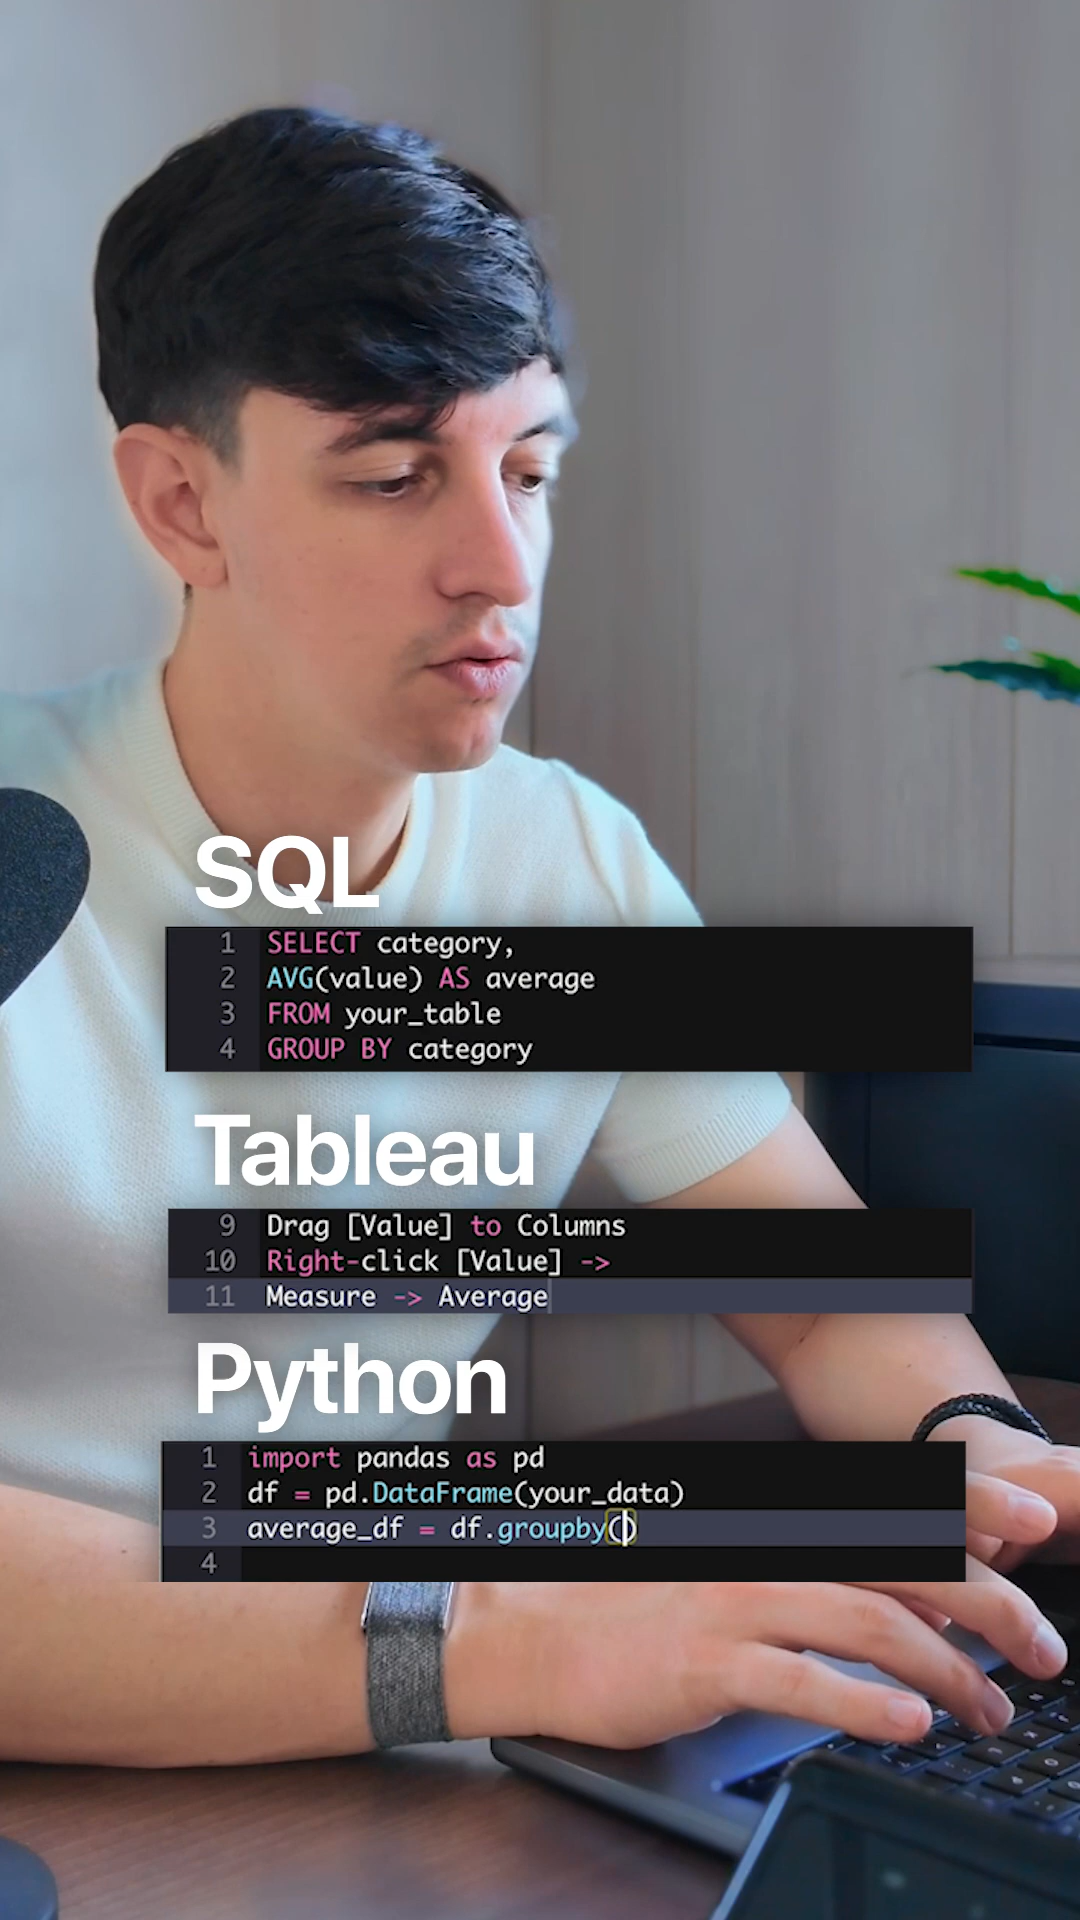 SQL
1 SELECT category,
2 AVG(value) AS average
3 FROM your_table
4 GROUP BY category
Tableau
9 Drag [Value] to Columns
10 Right-click [Value] ->
11 Measure -> Average
Python
1 import pandas as pd
2 df = pd.DataFrame(your_data)
3 average_df = df.groupby()
4